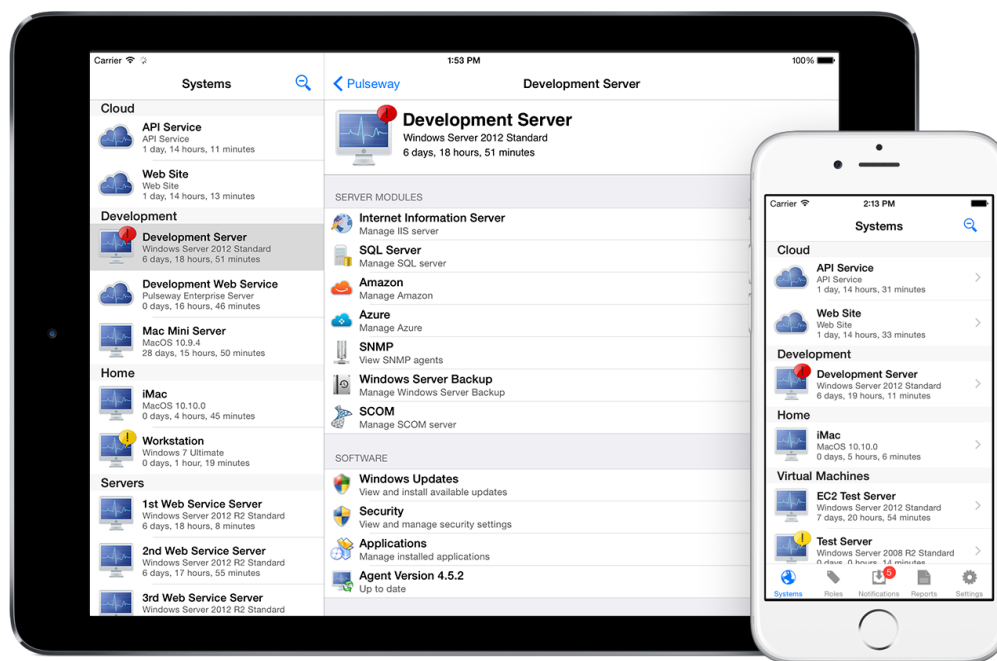 Carrier
1:53 PM
100%
Systems
Cloud
API Service
API Service
1 day, 14 hours, 11 minutes
Web Site
Web Site
1 day, 14 hours, 13 minutes
Development
Development Server
Windows Server 2012 Standard
6 days, 18 hours, 51 minutes
Development Web Service
Pulseway Enterprise Server
0 days, 16 hours, 46 minutes
Mac Mini Server
MacOS 10.9.4
28 days, 15 hours, 50 minutes
Home
iMac
MacOS 10.10.0
0 days, 4 hours, 45 minutes
Workstation
Windows 7 Ultimate
0 days, 1 hour, 19 minutes
Servers
1st Web Service Server
Windows Server 2012 R2 Standard
6 days, 18 hours, 8 minutes
2nd Web Service Server
Windows Server 2012 R2 Standard
6 days, 17 hours, 55 minutes
3rd Web Service Server
Windows Server 2012 R2 Standard
Pulseway
Development Server
Development Server
Windows Server 2012 Standard
6 days, 18 hours, 51 minutes
SERVER MODULES
Internet Information Server
Manage IIS server
SQL Server
Manage SQL server
Amazon
Manage Amazon
Azure
Manage Azure
SNMP
View SNMP agents
Windows Server Backup
Manage Windows Server Backup
SCOM
Manage SCOM server
SOFTWARE
Windows Updates
View and install available updates
Security
View and manage security settings
Applications
Manage installed applications
Agent Version 4.5.2
Up to date
Carrier
2:13 PM
Systems
Cloud
API Service
API Service
1 day, 14 hours, 31 minutes
Web Site
Web Site
1 day, 14 hours, 33 minutes
Development
Development Server
Windows Server 2012 Standard
6 days, 19 hours, 11 minutes
Home
iMac
MacOS 10.10.0
0 days, 5 hours, 6 minutes
Virtual Machines
EC2 Test Server
Windows Server 2012 Standard
7 days, 20 hours, 54 minutes
Test Server
Windows Server 2008 R2 Standard
0 days, 0 hours, 14 minutes
5
Systems
Roles
Notifications
Reports
Settings